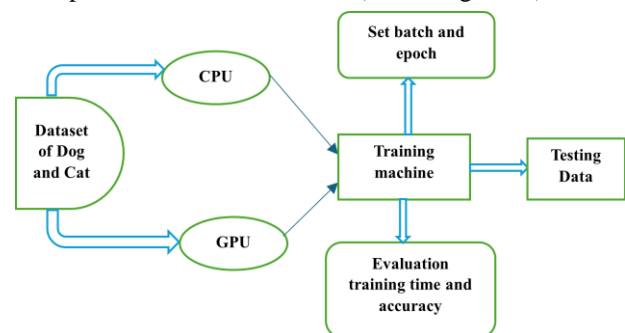 Set batch and
epoch
CPU
Dataset
of Dog
and Cat
Training
machine
Testing
Data
GPU
Evaluation
training time and
accuracy